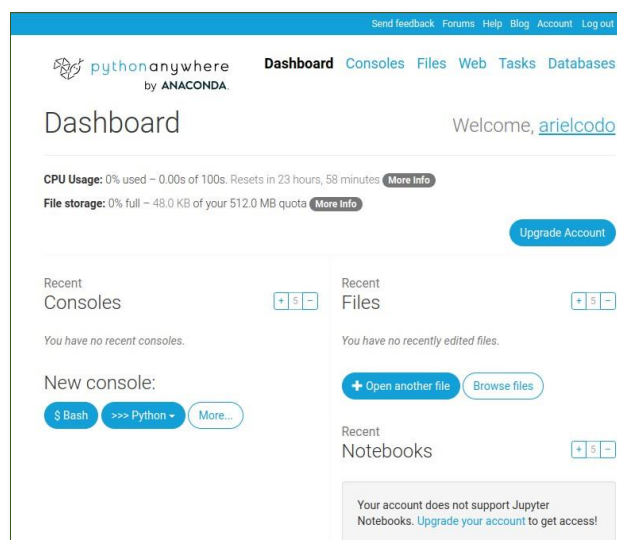 Send feedback Forums Help Blog Account Log out
pythonanywhere
by ANACONDA.
Dashboard Consoles Files Web Tasks Databases
Dashboard
Welcome, arielcodo
CPU Usage: 0% used – 0.00s of 100s. Resets in 23 hours, 58 minutes More Info
File storage: 0% full – 48.0 KB of your 512.0 MB quota More Info
Upgrade Account
Recent
Consoles
+ 5 −
You have no recent consoles.
New console:
$ Bash >>> Python More...
Recent
Files
+ 5 −
You have no recently edited files.
+ Open another file Browse files
Recent
Notebooks
+ 5 −
Your account does not support Jupyter
Notebooks. Upgrade your account to get access!